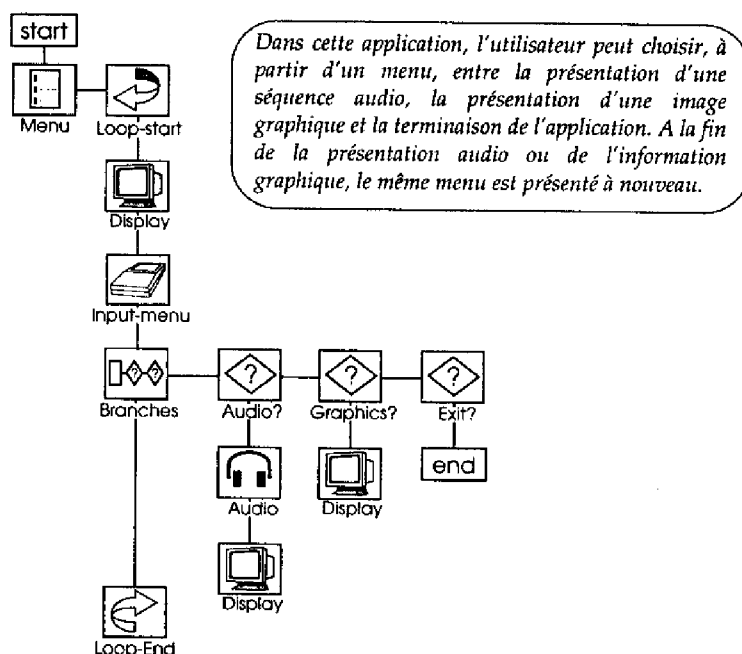 start
Dans cette application, l'utilisateur peut choisir, à
partir d'un menu, entre la présentation d'une
séquence audio, la présentation d'une image
graphique et la terminaison de l'application. A la fin
de la présentation audio ou de l'information
graphique, le même menu est présenté à nouveau.
Menu
Loop-start
Display
Input-menu
? ?
? ? ?
Branches
Audio?
Graphics?
Exit?
end
Audio
Display
Display
Loop-End